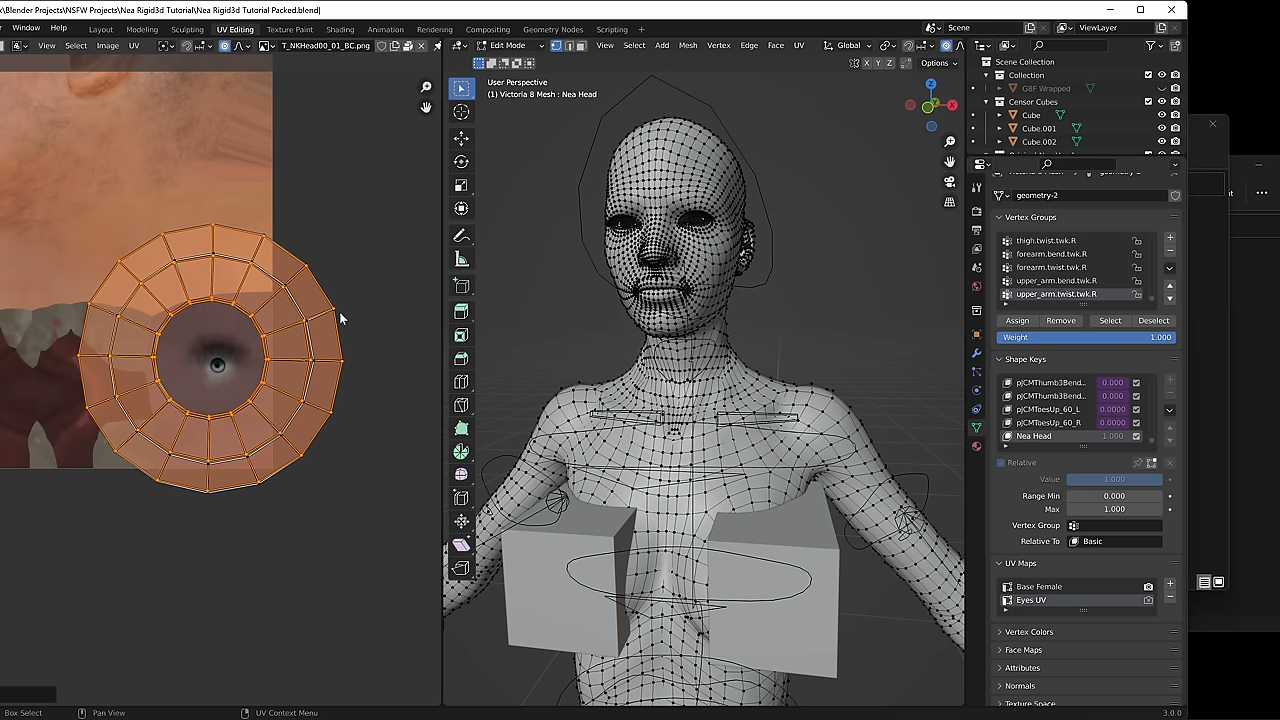 k\Blender Projects\NSFW Projects\Nea Rigid3d Tutorial\Nea Rigid3d Tutorial Packed.blend]
Window Help Layout Modeling Sculpting UV Editing Texture Paint Shading Animation Rendering Compositing Geometry Nodes Scripting + Scene ViewLayer
View Select Image UV T_NKHead00_01_BC.png Edit Mode View Select Add Mesh Vertex Edge Face UV Global
X Y Z Options
User Perspective
(1) Victoria 8 Mesh : Nea Head
Scene Collection
Collection
G8F Wrapped
Censor Cubes
Cube
Cube.001
Cube.002
geometry-2
Vertex Groups
thigh.twist.twk.R
forearm.bend.twk.R
forearm.twist.twk.R
upper_arm.bend.twk.R
upper_arm.twist.twk.R
Assign Remove Select Deselect
Weight 1.000
Shape Keys
pJCMThumb3Bend... 0.000
pJCMThumb3Bend... 0.000
pJCMToesUp_60_L 0.0000
pJCMToesUp_60_R 0.0000
Nea Head 1.000
Relative
Value 1.000
Range Min 0.000
Max 1.000
Vertex Group
Relative To Basic
UV Maps
Base Female
Eyes UV
Vertex Colors
Face Maps
Attributes
Normals
Texture Space
Box Select Pan View UV Context Menu 3.0.0